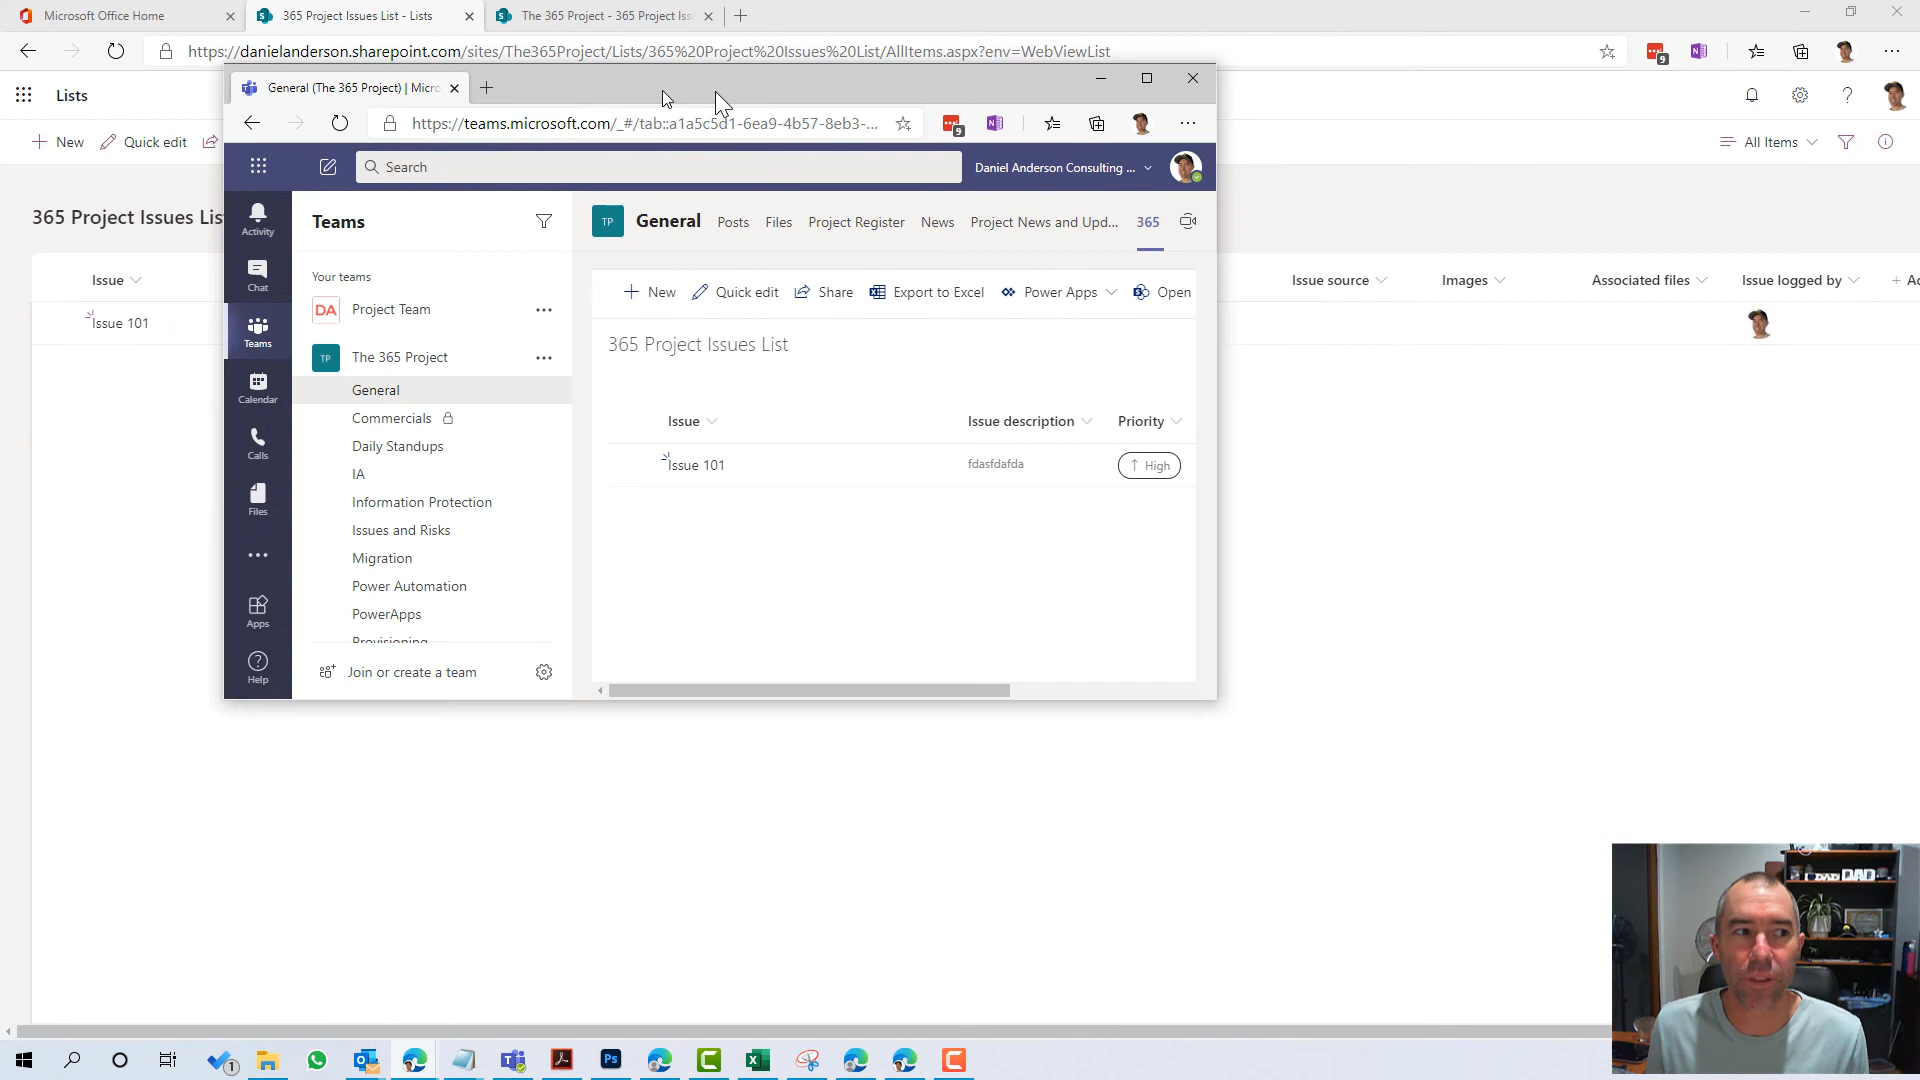 Microsoft Office Home
365 Project Issues List - Lists
The 365 Project - 365 Project Iss
https://danielanderson.sharepoint.com/sites/The365Project/Lists/365%20Project%20Issues%20List/AllItems.aspx?env=WebViewList
9
Lists
New
Quick edit
All Items
365 Project Issues Lis
Issue
Issue source
Images
Associated files
Issue logged by
Issue 101
General (The 365 Project) | Micro
https://teams.microsoft.com/_#/tab::a1a5c5d1-6ea9-4b57-8eb3-...
9
Search
Daniel Anderson Consulting ...
Activity
Chat
Teams
Calendar
Calls
Files
Apps
Help
Teams
Your teams
DA Project Team
TP The 365 Project
General
Commercials
Daily Standups
IA
Information Protection
Issues and Risks
Migration
Power Automation
PowerApps
Provisioning
Join or create a team
TP General Posts Files Project Register News Project News and Upd... 365
New Quick edit Share Export to Excel Power Apps Open
365 Project Issues List
Issue Issue description Priority
Issue 101 fdasfdafda High
DAD DAD
1
Ps